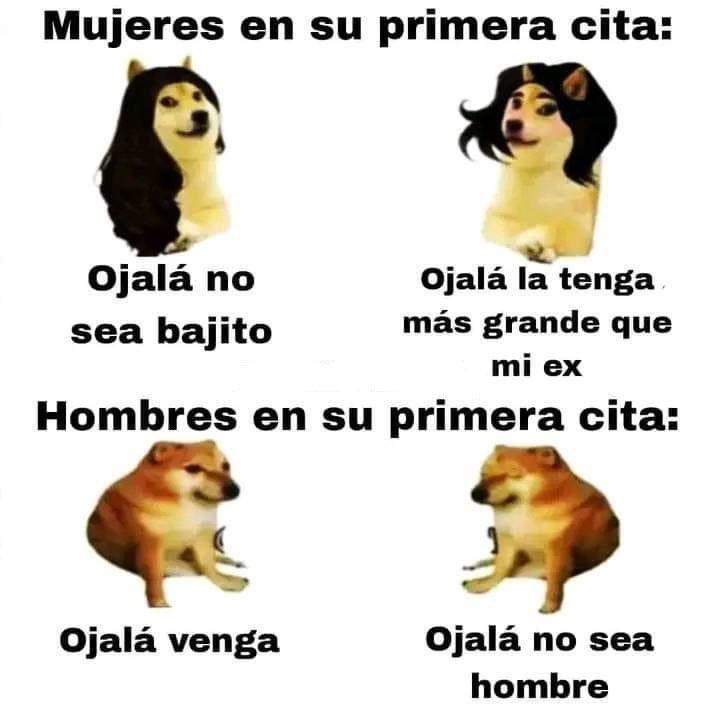 Mujeres en su primera cita:
Ojalá no
sea bajito
Ojalá la tenga
más grande que
mi ex
Hombres en su primera cita:
Ojalá venga
Ojalá no sea
hombre